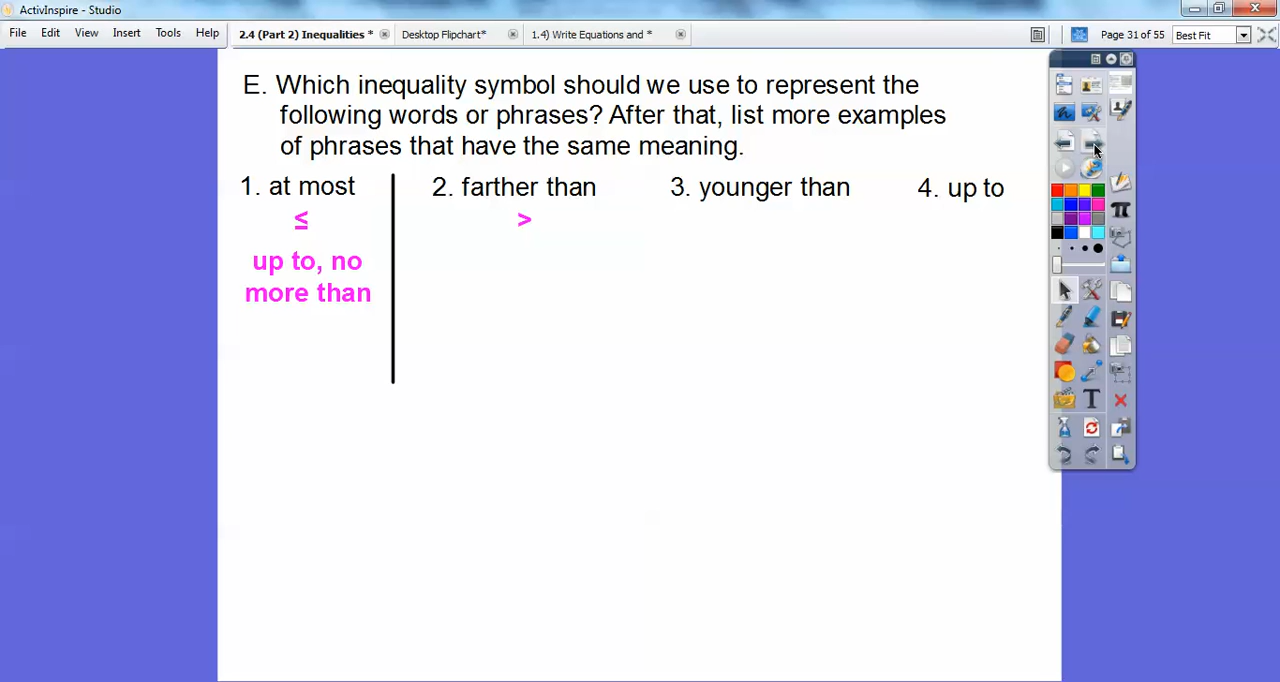 ActivInspire - Studio
File Edit View Insert Tools Help
2.4 (Part 2) Inequalities * Desktop Flipchart* 1.4) Write Equations and * Page 31 of 55 Best Fit
E. Which inequality symbol should we use to represent the
following words or phrases? After that, list more examples
of phrases that have the same meaning.
1. at most 2. farther than 3. younger than 4. up to
≤ >
up to, no
more than